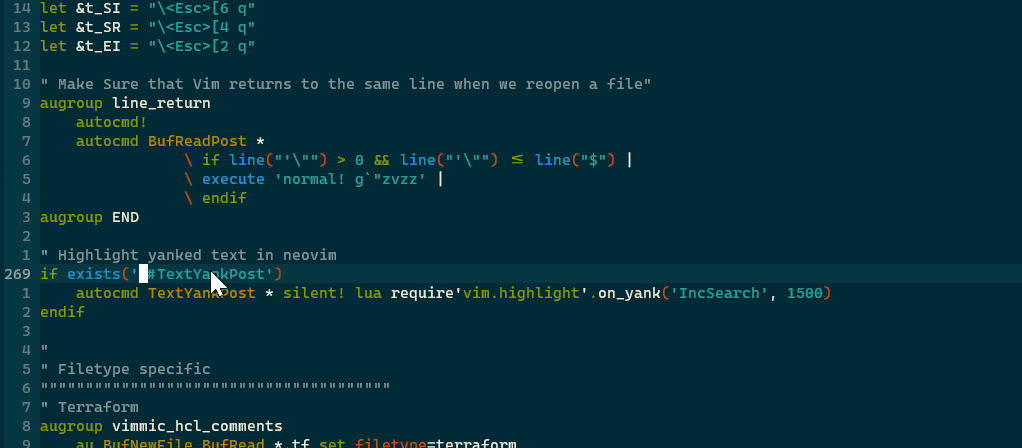 14 let &t_SI = "\<Esc>[6 q"
13 let &t_SR = "\<Esc>[4 q"
12 let &t_EI = "\<Esc>[2 q"
11
10 " Make Sure that Vim returns to the same line when we reopen a file"
9 augroup line_return
8     autocmd!
7     autocmd BufReadPost *
6                 \ if line("'\"") > 0 && line("'\"") ≤ line("$") |
5                 \ execute 'normal! g`"zvzz' |
4                 \ endif
3 augroup END
2
1 " Highlight yanked text in neovim
269 if exists('#TextYankPost')
1     autocmd TextYankPost * silent! lua require'vim.highlight'.on_yank('IncSearch', 1500)
2 endif
3
4 "
5 " Filetype specific
6 """""""""""""""""""""""""""""""""""""""
7 " Terraform
8 augroup vimmic_hcl_comments
9     au BufNewFile,BufRead *.tf set filetype=terraform